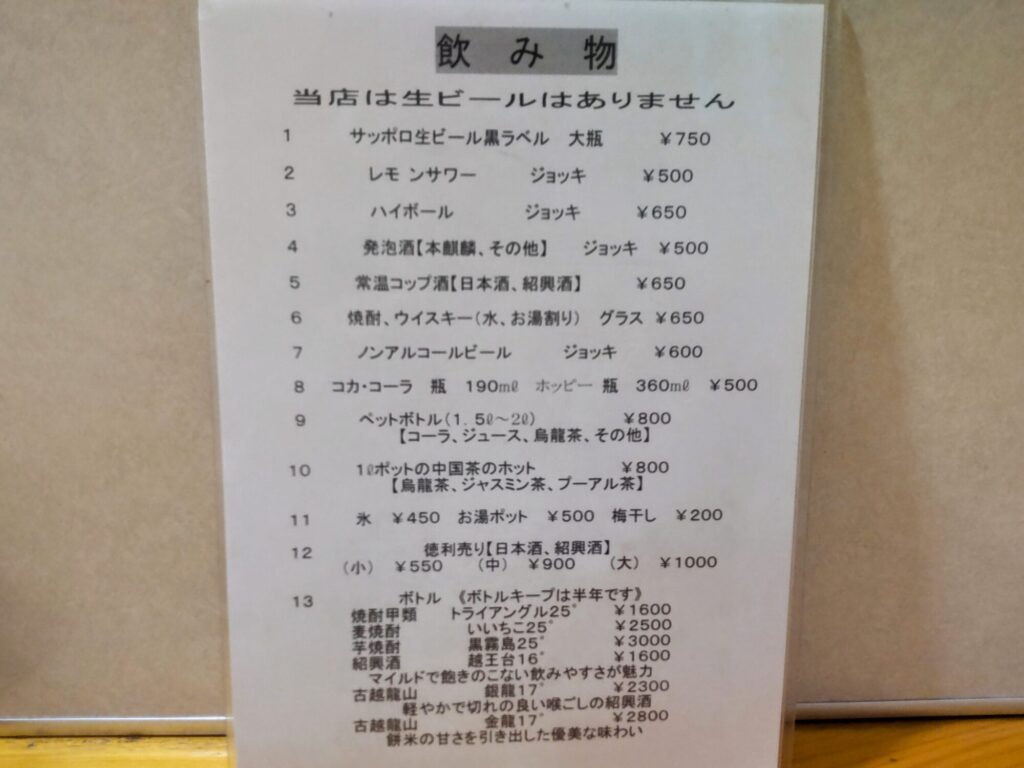 飲み物
当店は生ビールはありません
1 サッポロ生ビール黒ラベル 大瓶 ¥750
2 レモンサワー ジョッキ ¥500
3 ハイボール ジョッキ ¥650
4 発泡酒【本麒麟、その他】 ジョッキ ¥500
5 常温コップ酒【日本酒、紹興酒】 ¥650
6 焼酎、ウイスキー(水、お湯割り) グラス ¥650
7 ノンアルコールビール ジョッキ ¥600
8 コカ・コーラ 瓶 190㎖ ホッピー 瓶 360㎖ ¥500
9 ペットボトル(1.5ℓ~2ℓ) ¥800
【コーラ、ジュース、烏龍茶、その他】
10 1ℓポットの中国茶のホット ¥800
【烏龍茶、ジャスミン茶、プーアル茶】
11 氷 ¥450 お湯ポット ¥500 梅干し ¥200
12 徳利売り【日本酒、紹興酒】
(小) ¥550 (中) ¥900 (大) ¥1000
13 ボトル 《ボトルキープは半年です》
焼酎甲類 トライアングル25゜ ¥1600
麦焼酎 いいちこ25゜ ¥2500
芋焼酎 黒霧島25゜ ¥3000
紹興酒 越王台16゜ ¥1600
マイルドで飽きのこない飲みやすさが魅力
古越龍山 銀龍17゜ ¥2300
軽やかで切れの良い喉ごしの紹興酒
古越龍山 金龍17゜ ¥2800
餅米の甘さを引き出した優美な味わい